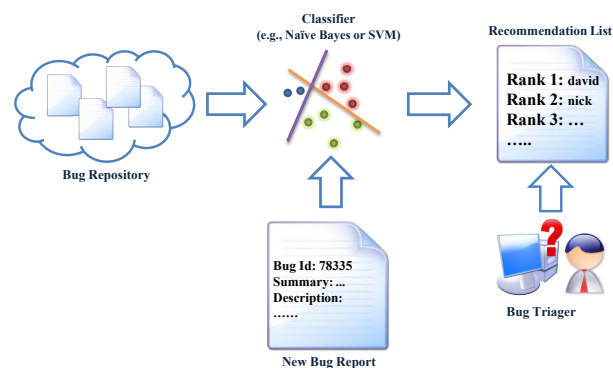 Classifier
(e.g., Naïve Bayes or SVM)
Recommendation List
Rank 1: david
Rank 2: nick
Rank 3: ...
.....
Bug Repository
Bug Id: 78335
Summary: ...
Description:
......
New Bug Report
?
Bug Triager